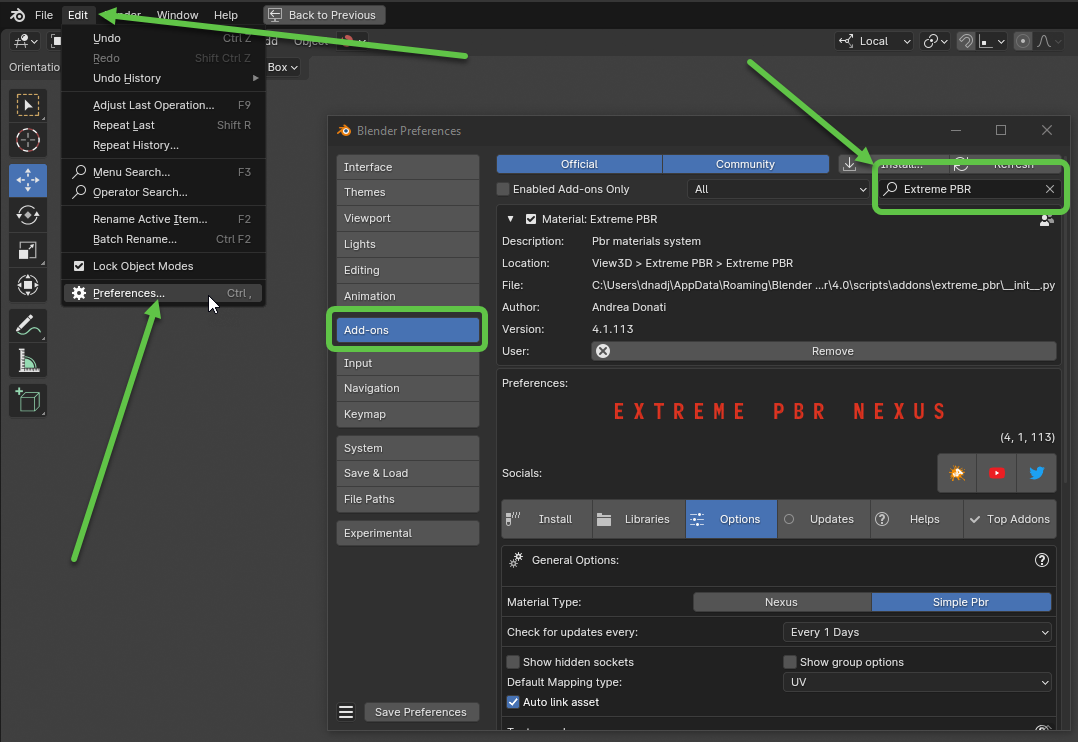 File Edit Window Help Back to Previous
Local
Orientatio
Box
Undo Ctrl Z
Redo Shift Ctrl Z
Undo History
Adjust Last Operation... F9
Repeat Last Shift R
Repeat History...
Menu Search... F3
Operator Search...
Rename Active Item... F2
Batch Rename... Ctrl F2
Lock Object Modes
Preferences... Ctrl ,
Blender Preferences
Interface
Themes
Viewport
Lights
Editing
Animation
Add-ons
Input
Navigation
Keymap
System
Save & Load
File Paths
Experimental
Save Preferences
Official Community Install... Refresh
Enabled Add-ons Only All Extreme PBR
Material: Extreme PBR
Description: Pbr materials system
Location: View3D > Extreme PBR > Extreme PBR
File: C:\Users\dnadj\AppData\Roaming\Blender ...r\4.0\scripts\addons\extreme_pbr\__init__.py
Author: Andrea Donati
Version: 4.1.113
User: Remove
Preferences:
EXTREME PBR NEXUS
(4, 1, 113)
Socials:
Install Libraries Options Updates Helps Top Addons
General Options:
Material Type: Nexus Simple Pbr
Check for updates every: Every 1 Days
Show hidden sockets Show group options
Default Mapping type: UV
Auto link asset